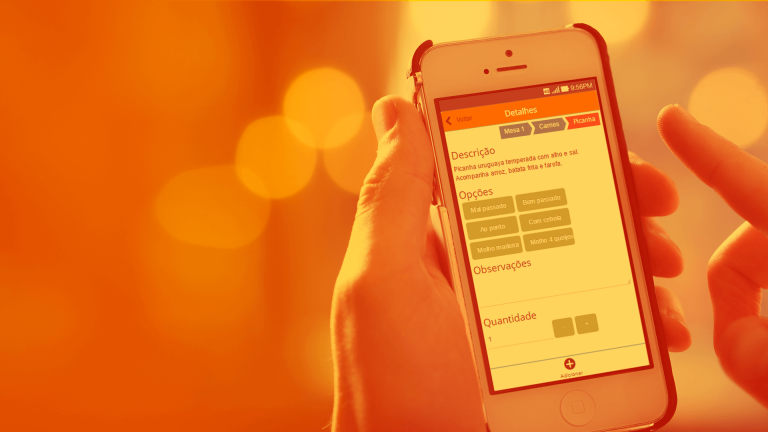 9:56PM
Voltar
Detalhes
Mesa 1 Carnes Picanha
Descrição
Picanha uruguaya temperada com alho e sal.
Acompanha arroz, batata frita e farofa.
Opções
Mal passado Bem passado
Ao ponto Com cebola
Molho madeira Molho 4 queijos
Observações
Quantidade
1
Adicionar